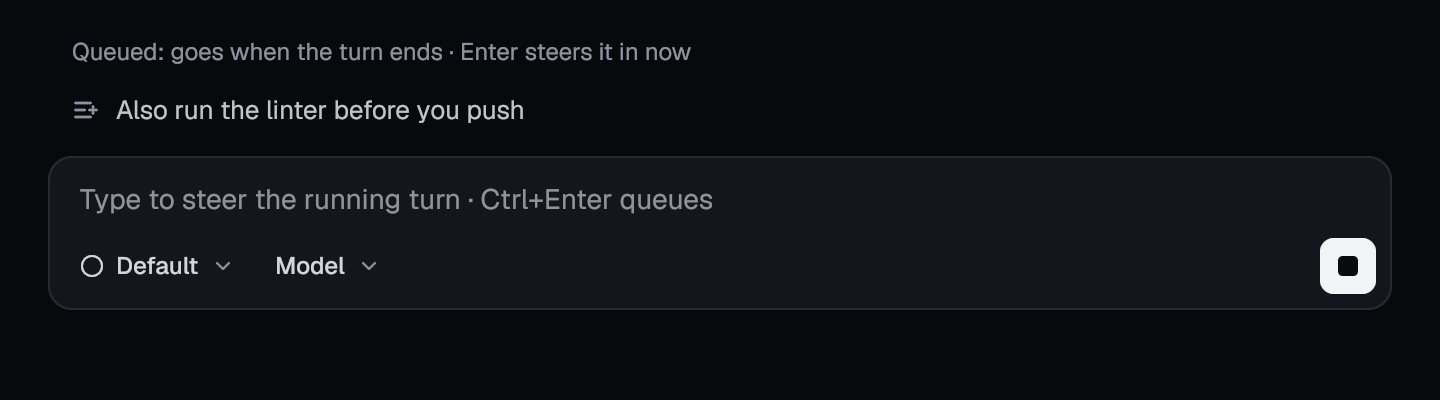 Queued: goes when the turn ends · Enter steers it in now
Also run the linter before you push
Type to steer the running turn · Ctrl+Enter queues
Default Model